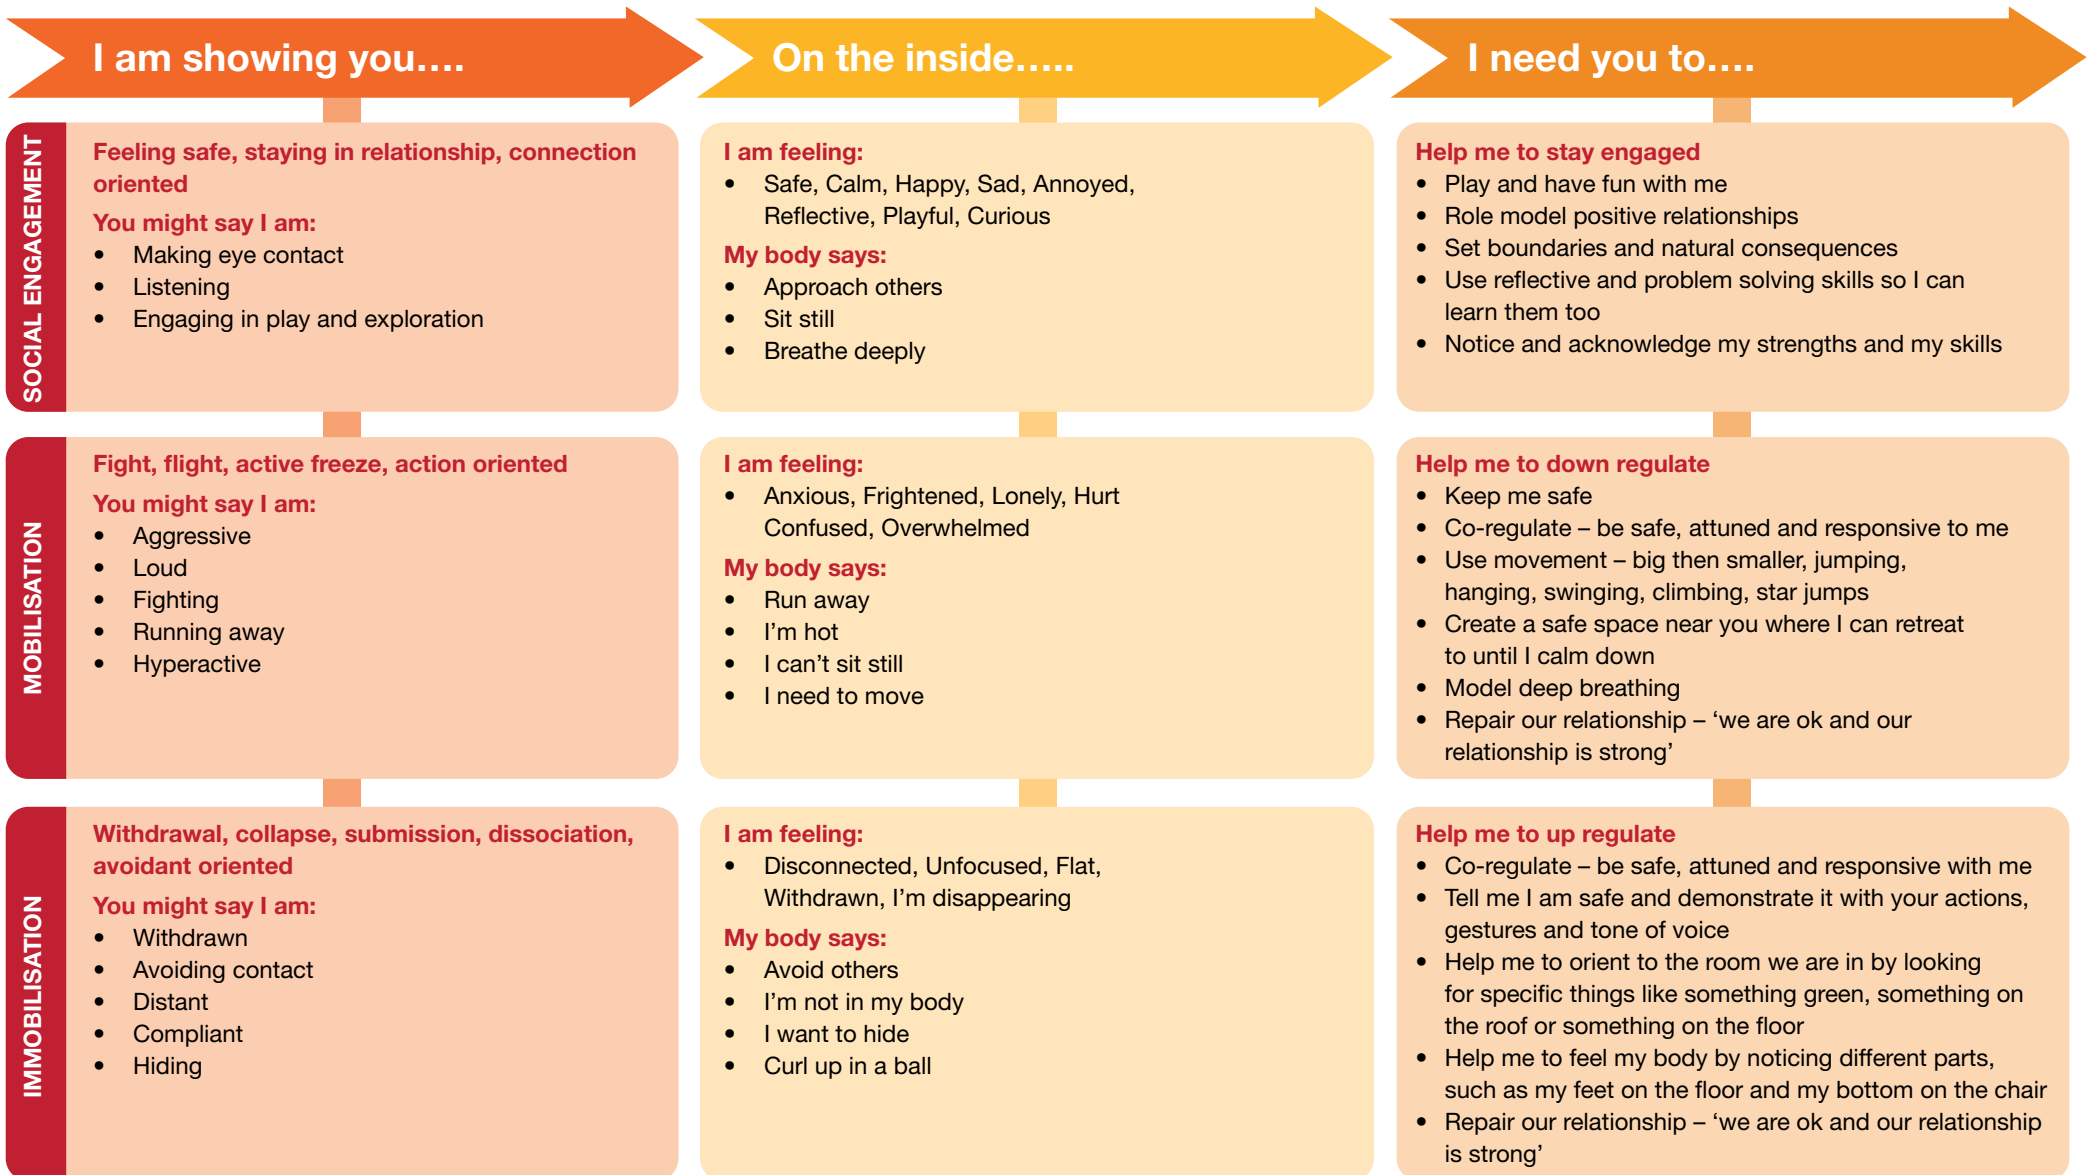 I am showing you....
On the inside.....
I need you to....
SOCIAL ENGAGEMENT
Feeling safe, staying in relationship, connection
oriented
You might say I am:
• Making eye contact
• Listening
• Engaging in play and exploration
I am feeling:
• Safe, Calm, Happy, Sad, Annoyed,
Reflective, Playful, Curious
My body says:
• Approach others
• Sit still
• Breathe deeply
Help me to stay engaged
• Play and have fun with me
• Role model positive relationships
• Set boundaries and natural consequences
• Use reflective and problem solving skills so I can
learn them too
• Notice and acknowledge my strengths and my skills
MOBILISATION
Fight, flight, active freeze, action oriented
You might say I am:
• Aggressive
• Loud
• Fighting
• Running away
• Hyperactive
I am feeling:
• Anxious, Frightened, Lonely, Hurt
Confused, Overwhelmed
My body says:
• Run away
• I’m hot
• I can’t sit still
• I need to move
Help me to down regulate
• Keep me safe
• Co-regulate – be safe, attuned and responsive to me
• Use movement – big then smaller, jumping,
hanging, swinging, climbing, star jumps
• Create a safe space near you where I can retreat
to until I calm down
• Model deep breathing
• Repair our relationship – ‘we are ok and our
relationship is strong’
IMMOBILISATION
Withdrawal, collapse, submission, dissociation,
avoidant oriented
You might say I am:
• Withdrawn
• Avoiding contact
• Distant
• Compliant
• Hiding
I am feeling:
• Disconnected, Unfocused, Flat,
Withdrawn, I’m disappearing
My body says:
• Avoid others
• I’m not in my body
• I want to hide
• Curl up in a ball
Help me to up regulate
• Co-regulate – be safe, attuned and responsive with me
• Tell me I am safe and demonstrate it with your actions,
gestures and tone of voice
• Help me to orient to the room we are in by looking
for specific things like something green, something on
the roof or something on the floor
• Help me to feel my body by noticing different parts,
such as my feet on the floor and my bottom on the chair
• Repair our relationship – ‘we are ok and our relationship
is strong’